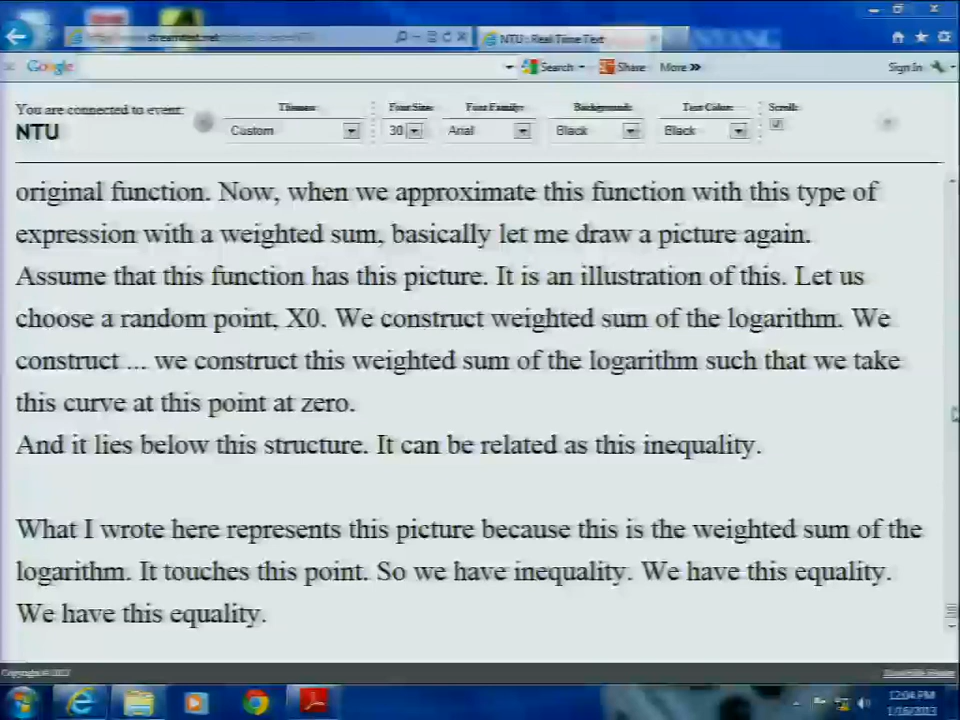 NTU : Real Time Text
Google
Search
Share
More »
Sign In
You are connected to event:
NTU
Themes
Font Size
Font Family
Background
Text Color
Scroll
Custom
30
Arial
Black
Black
original function. Now, when we approximate this function with this type of
expression with a weighted sum, basically let me draw a picture again.
Assume that this function has this picture. It is an illustration of this. Let us
choose a random point, X0. We construct weighted sum of the logarithm. We
construct ... we construct this weighted sum of the logarithm such that we take
this curve at this point at zero.
And it lies below this structure. It can be related as this inequality.
What I wrote here represents this picture because this is the weighted sum of the
logarithm. It touches this point. So we have inequality. We have this equality.
We have this equality.
12:04 PM
1/16/2013